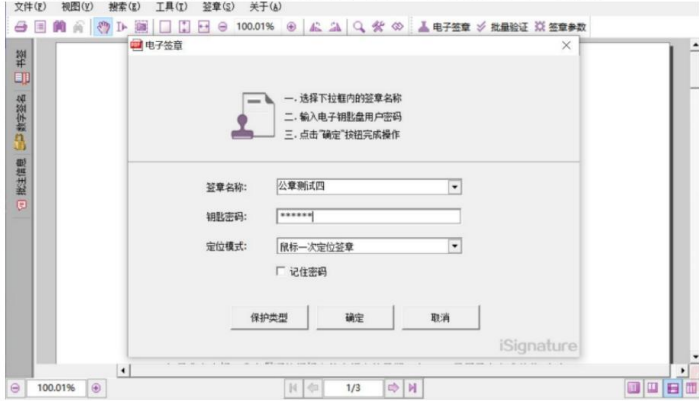 文件(F) 视图(V) 搜索(R) 工具(T) 签章(S) 关于(A)
100.01% 电子签章 批量验证 签章参数
电子签章
书签
数字签名
批注信息
一. 选择下拉框内的签章名称
二. 输入电子钥匙盘用户密码
三. 点击"确定"按钮完成操作
签章名称: 公章测试四
钥匙密码: ******
定位模式: 鼠标一次定位签章
记住密码
保护类型 确定 取消
iSignature
100.01% 1/3